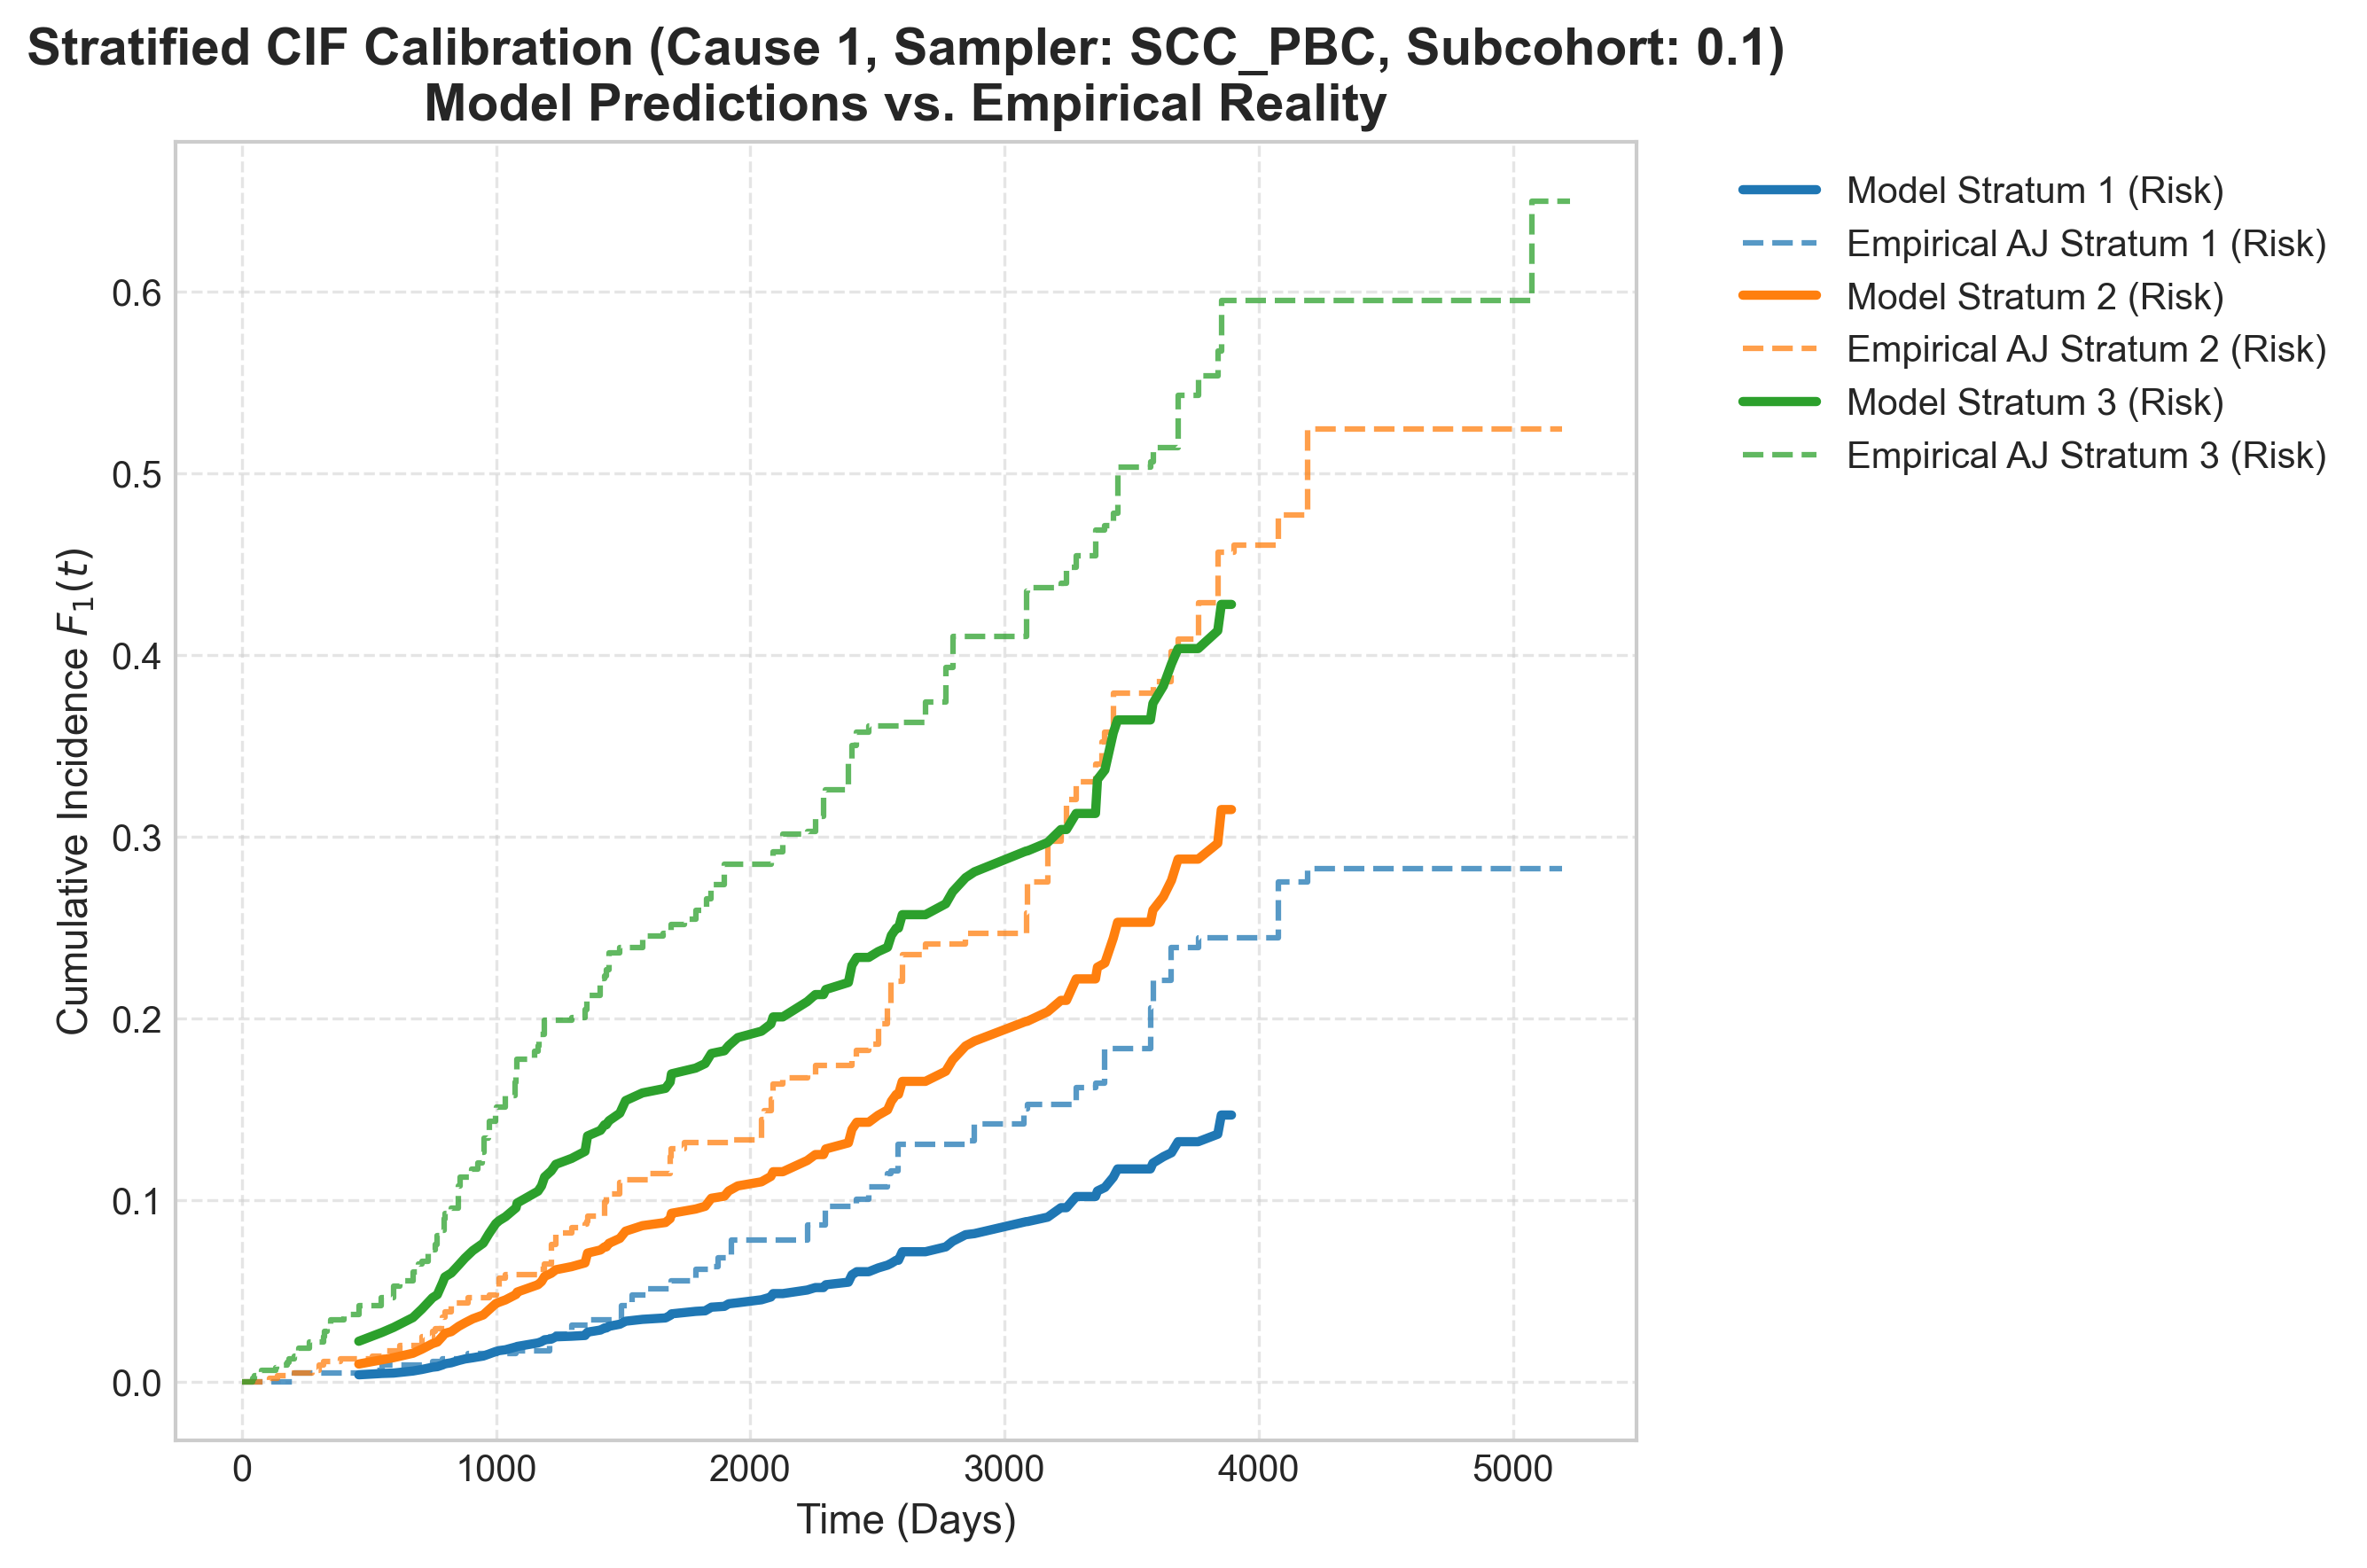 Stratified CIF Calibration (Cause 1, Sampler: SCC_PBC, Subcohort: 0.1)
Model Predictions vs. Empirical Reality
Model Stratum 1 (Risk)
Empirical AJ Stratum 1 (Risk)
Model Stratum 2 (Risk)
Empirical AJ Stratum 2 (Risk)
Model Stratum 3 (Risk)
Empirical AJ Stratum 3 (Risk)
Cumulative Incidence F₁(t)
0.6
0.5
0.4
0.3
0.2
0.1
0.0
0 1000 2000 3000 4000 5000
Time (Days)